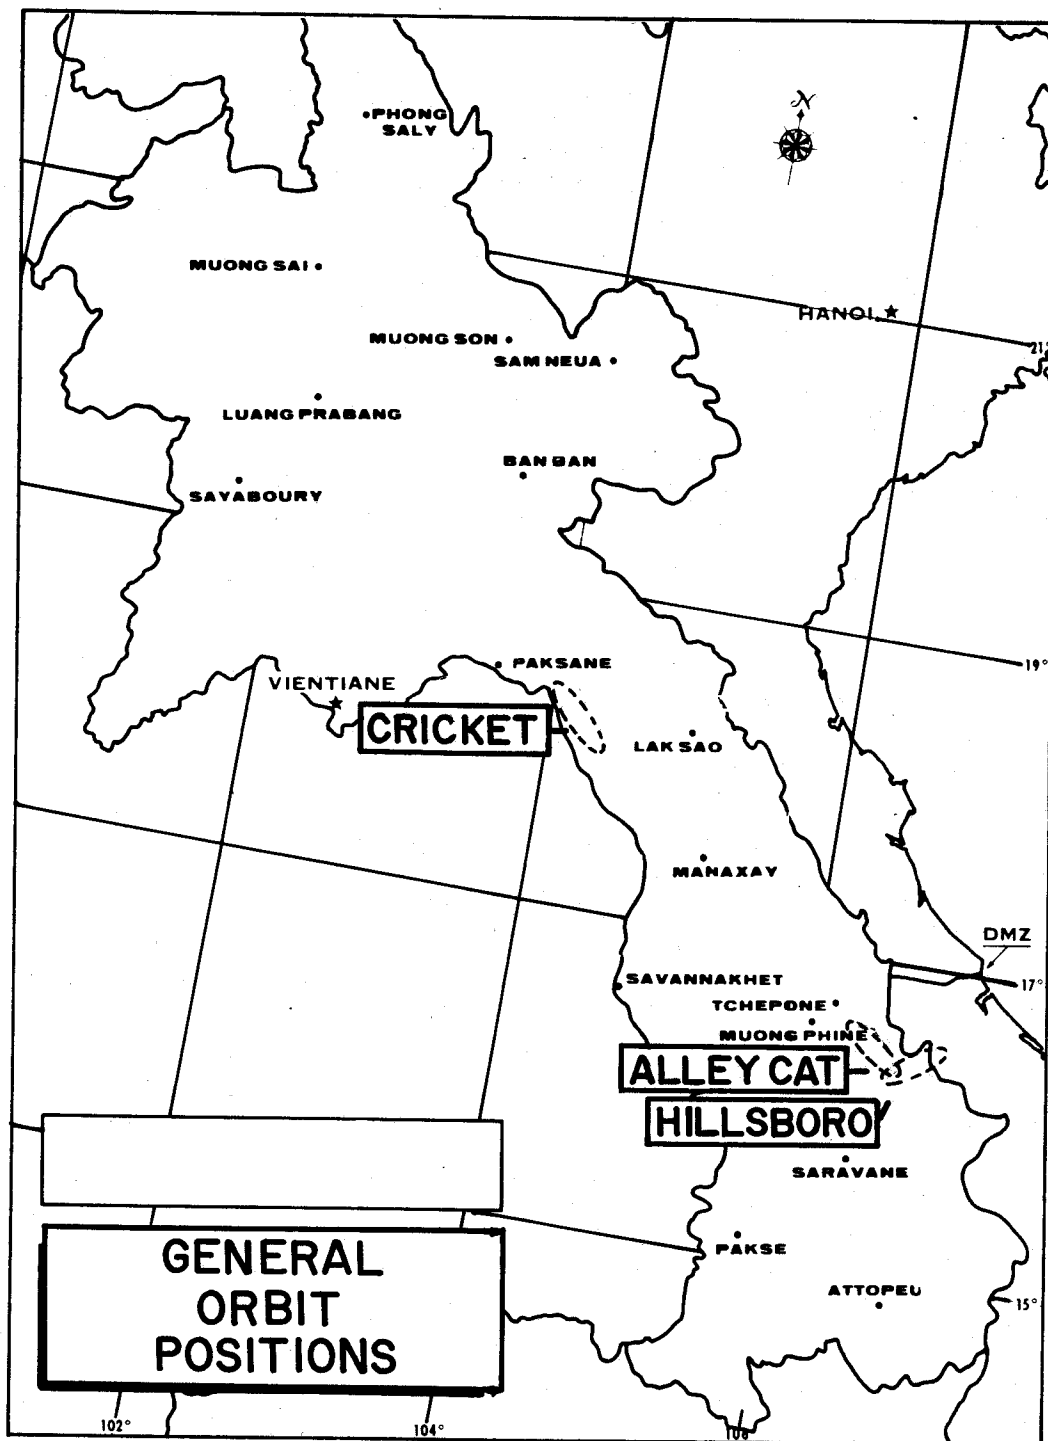 N
PHONG
SALY
MUONG SAI
HANOI
21°
MUONG SON
SAM NEUA
LUANG PRABANG
BAN BAN
SAYABOURY
19°
PAKSANE
VIENTIANE
CRICKET
LAK SAO
MAHAXAY
DMZ
SAVANNAKHET
17°
TCHEPONE
MUONG PHINE
ALLEY CAT
HILLSBORO
SARAVANE
PAKSE
GENERAL
ORBIT
POSITIONS
ATTOPEU
15°
102°
104°
106